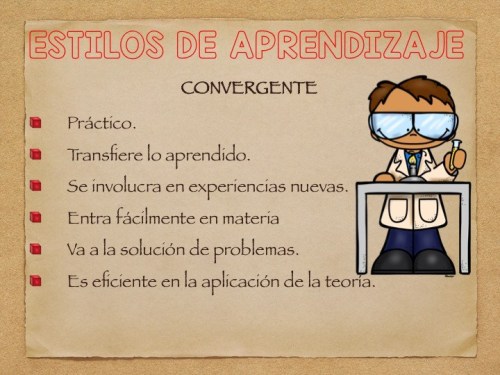 ESTILOS DE APRENDIZAJE
CONVERGENTE
Práctico.
Transfiere lo aprendido.
Se involucra en experiencias nuevas.
Entra fácilmente en materia
Va a la solución de problemas.
Es eficiente en la aplicación de la teoría.